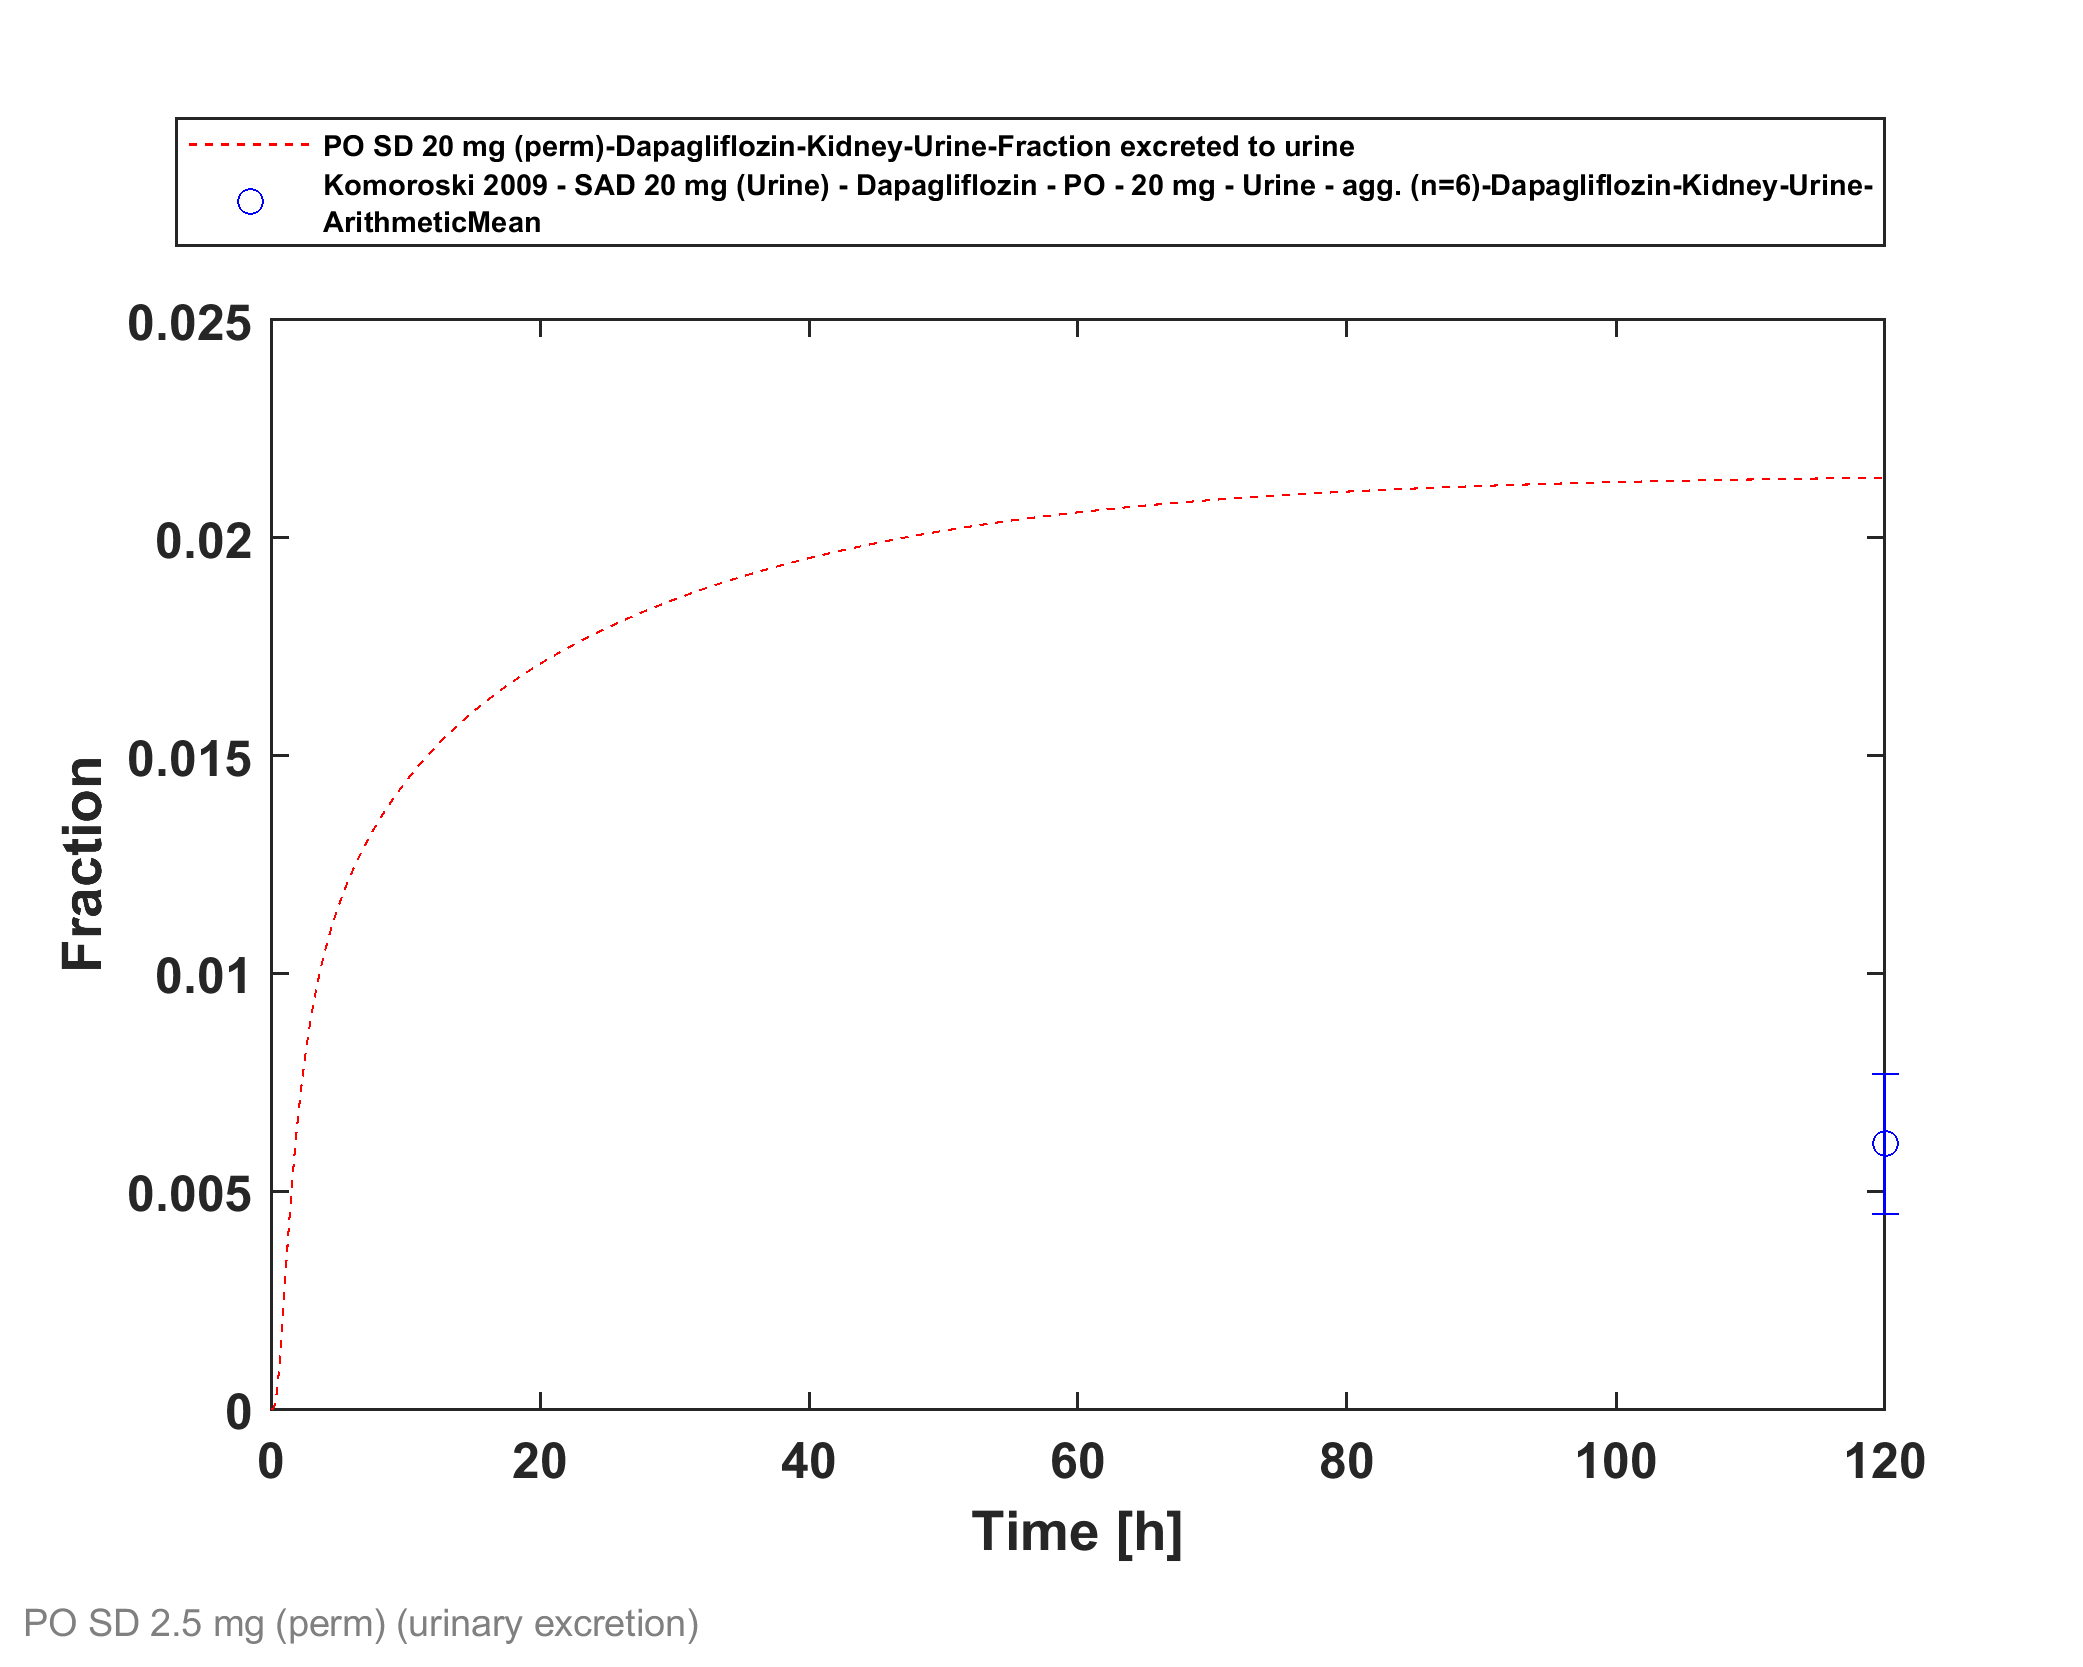 PO SD 20 mg (perm)-Dapagliflozin-Kidney-Urine-Fraction excreted to urine
Komoroski 2009 - SAD 20 mg (Urine) - Dapagliflozin - PO - 20 mg - Urine - agg. (n=6)-Dapagliflozin-Kidney-Urine-
ArithmeticMean
0.025
0.02
0.015
0.01
0.005
0
Fraction
0 20 40 60 80 100 120
Time [h]
PO SD 2.5 mg (perm) (urinary excretion)